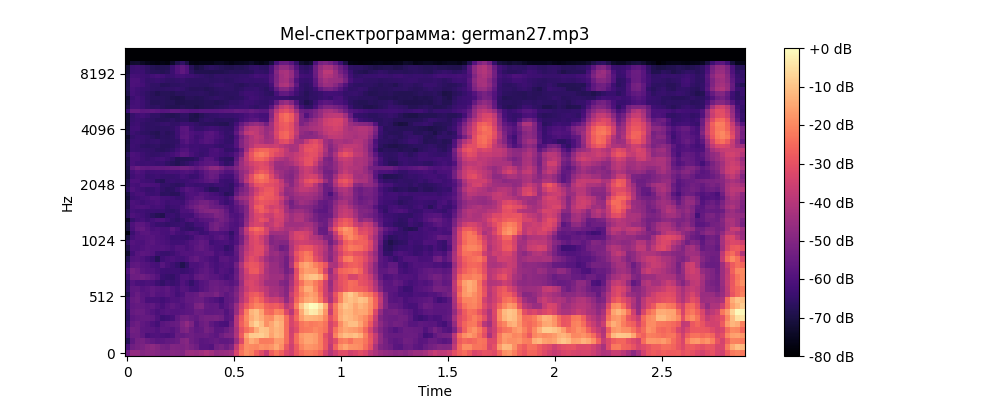 Mel-спектрограмма: german27.mp3
Hz
8192
4096
2048
1024
512
0
0
0.5
1
1.5
2
2.5
Time
+0 dB
-10 dB
-20 dB
-30 dB
-40 dB
-50 dB
-60 dB
-70 dB
-80 dB